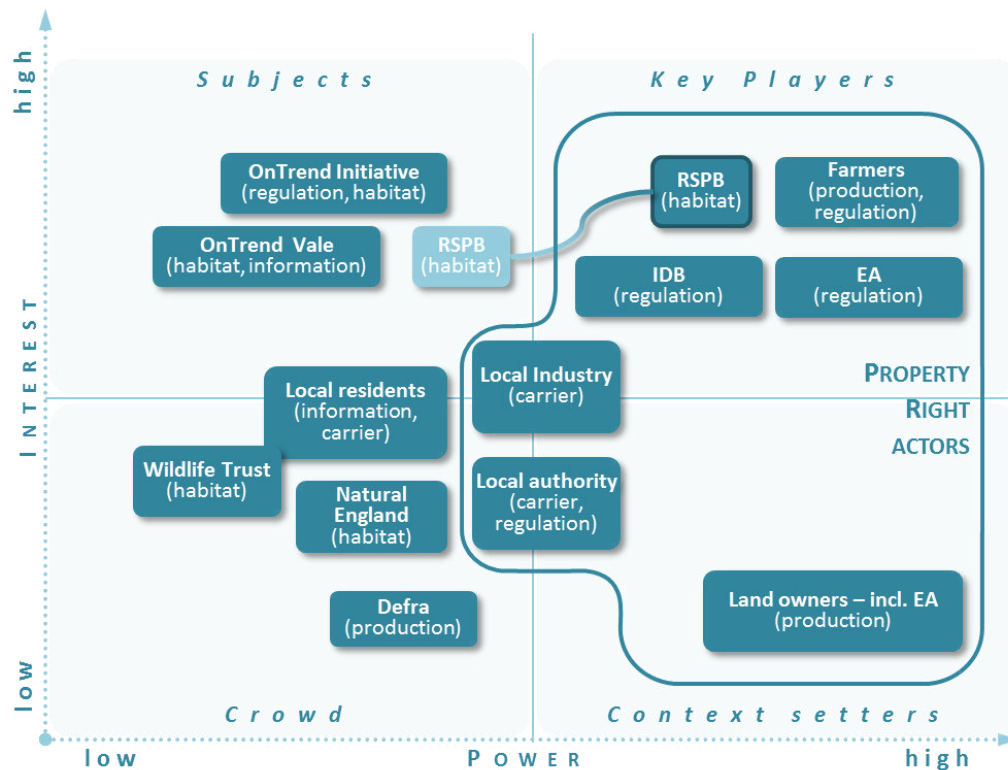 high
Subjects
Key Players
OnTrend Initiative
(regulation, habitat)
RSPB
(habitat)
Farmers
(production,
regulation)
OnTrend Vale
(habitat, information)
RSPB
(habitat)
IDB
(regulation)
EA
(regulation)
INTEREST
Local residents
(information,
carrier)
Local Industry
(carrier)
PROPERTY
RIGHT
ACTORS
Wildlife Trust
(habitat)
Natural
England
(habitat)
Local authority
(carrier,
regulation)
Defra
(production)
Land owners – incl. EA
(production)
low
Crowd
Context setters
low
POWER
high